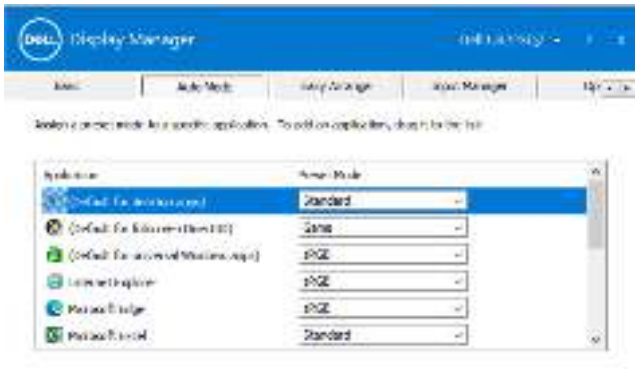 DELL Display Manager
Auto Mode Easy Arrange Input Manager
Assign a preset mode to a specific application. To add an application, drag it to the list
Application Preset Mode
(Default for desktop apps) Standard
(Default for fullscreen Direct3D) Game
(Default for universal Windows apps) sRGB
Internet Explorer sRGB
Microsoft Edge sRGB
Microsoft Excel Standard